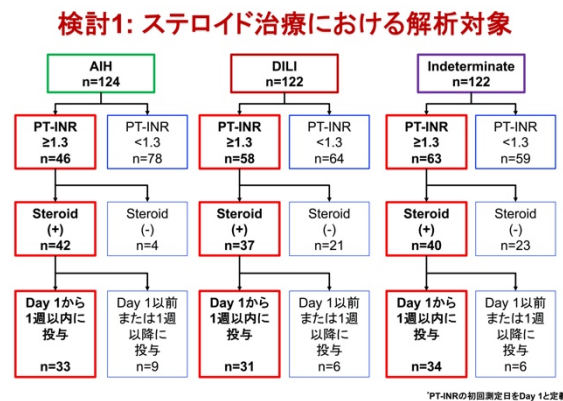 検討1: ステロイド治療における解析対象
AIH
n=124
DILI
n=122
Indeterminate
n=122
PT-INR
≥1.3
n=46
PT-INR
<1.3
n=78
PT-INR
≥1.3
n=58
PT-INR
<1.3
n=64
PT-INR
≥1.3
n=63
PT-INR
<1.3
n=59
Steroid
(+)
n=42
Steroid
(-)
n=4
Steroid
(+)
n=37
Steroid
(-)
n=21
Steroid
(+)
n=40
Steroid
(-)
n=23
Day 1から
1週以内に
投与
n=33
Day 1以前
または1週
以降に
投与
n=9
Day 1から
1週以内に
投与
n=31
Day 1以前
または1週
以降に
投与
n=6
Day 1から
1週以内に
投与
n=34
Day 1以前
または1週
以降に
投与
n=6
*PT-INRの初回測定日をDay 1と定義